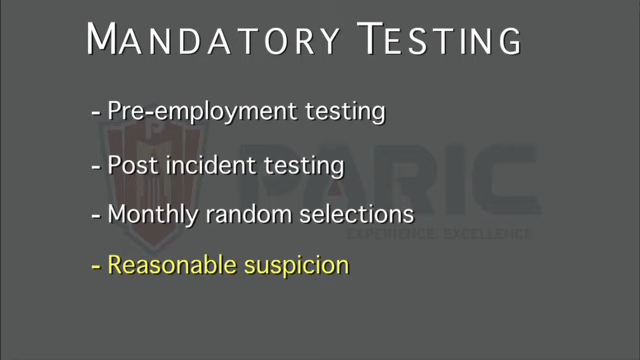 MANDATORY TESTING
- Pre-employment testing
- Post incident testing
- Monthly random selections
- Reasonable suspicion
PARIC
EXPERIENCE. EXCELLENCE.